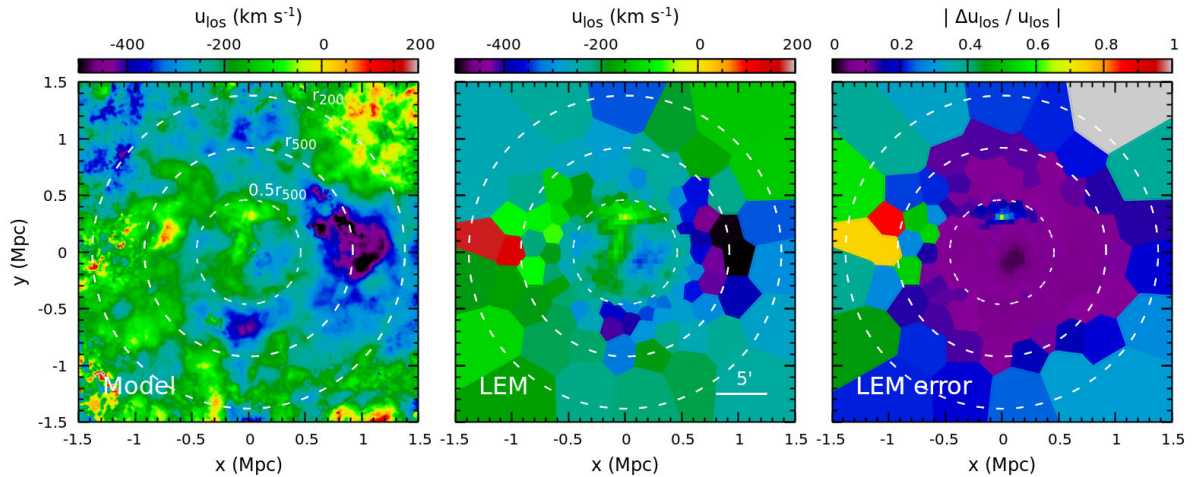 u_los (km s⁻¹) u_los (km s⁻¹) | Δu_los / u_los |
-400 -200 0 200 -400 -200 0 200 0 0.2 0.4 0.6 0.8 1
1.5
1
0.5
0
-0.5
-1
-1.5
y (Mpc)
r₂₀₀
r₅₀₀
0.5r₅₀₀
Model LEM 5' LEM error
-1.5 -1 -0.5 0 0.5 1 1.5 -1.5 -1 -0.5 0 0.5 1 1.5 -1.5 -1 -0.5 0 0.5 1 1.5
x (Mpc) x (Mpc) x (Mpc)